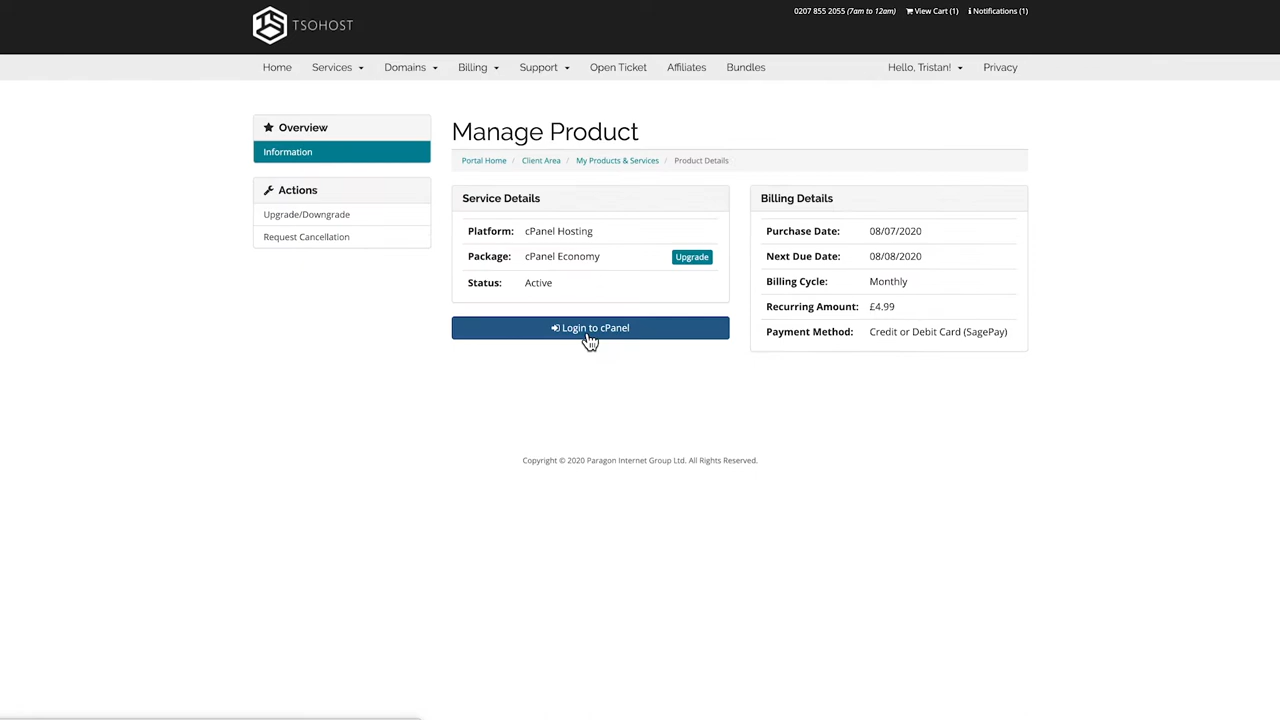 TSOHOST
0207 855 2055 (7am to 12am) View Cart (1) Notifications (1)
Home Services Domains Billing Support Open Ticket Affiliates Bundles Hello, Tristan! Privacy
Overview
Information
Actions
Upgrade/Downgrade
Request Cancellation
Manage Product
Portal Home / Client Area / My Products & Services / Product Details
Service Details
Platform: cPanel Hosting
Package: cPanel Economy Upgrade
Status: Active
Login to cPanel
Billing Details
Purchase Date: 08/07/2020
Next Due Date: 08/08/2020
Billing Cycle: Monthly
Recurring Amount: £4.99
Payment Method: Credit or Debit Card (SagePay)
Copyright © 2020 Paragon Internet Group Ltd. All Rights Reserved.